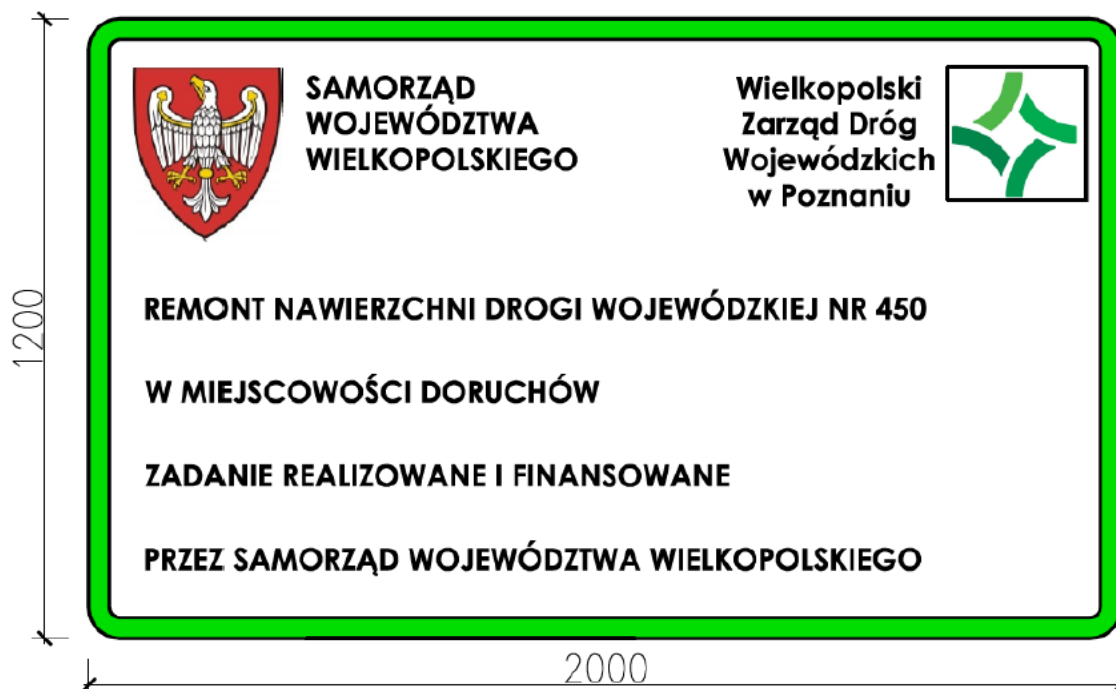 SAMORZĄD
WOJEWÓDZTWA
WIELKOPOLSKIEGO
Wielkopolski
Zarząd Dróg
Wojewódzkich
w Poznaniu
REMONT NAWIERZCHNI DROGI WOJEWÓDZKIEJ NR 450
W MIEJSCOWOŚCI DORUCHÓW
ZADANIE REALIZOWANE I FINANSOWANE
PRZEZ SAMORZĄD WOJEWÓDZTWA WIELKOPOLSKIEGO
1200
2000